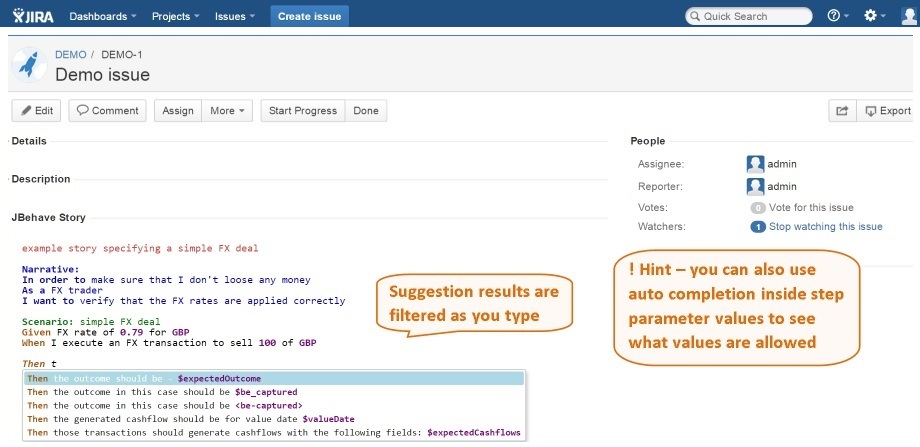 JIRA Dashboards Projects Issues Create issue Quick Search
DEMO / DEMO-1
Demo issue
Edit Comment Assign More Start Progress Done Export
Details
People
Assignee: admin
Description
Reporter: admin
Votes: 0 Vote for this issue
JBehave Story
Watchers: 1 Stop watching this issue
example story specifying a simple FX deal
Narrative:
In order to make sure that I don't loose any money
As a FX trader
I want to verify that the FX rates are applied correctly
Scenario: simple FX deal
Given FX rate of 0.79 for GBP
When I execute an FX transaction to sell 100 of GBP
Then t
Then the outcome should be - $expectedOutcome
Then the outcome in this case should be $be_captured
Then the outcome in this case should be <be-captured>
Then the generated cashflow should be for value date $valueDate
Then those transactions should generate cashflows with the following fields: $expectedCashflows
Suggestion results are
filtered as you type
! Hint – you can also use
auto completion inside step
parameter values to see
what values are allowed